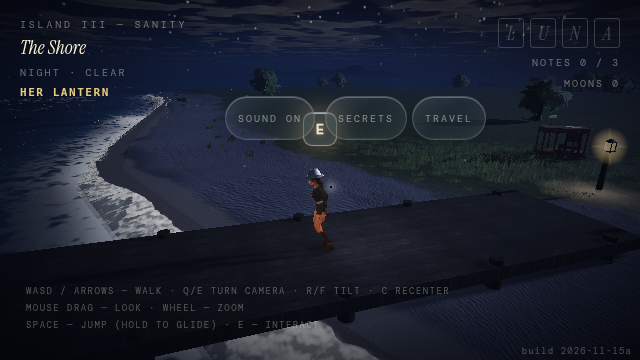 ISLAND III — SANITY
The Shore
NIGHT · CLEAR
HER LANTERN
L U N A
NOTES 0 / 3
MOONS 0
SOUND ON
E
SECRETS
TRAVEL
WASD / ARROWS — WALK · Q/E TURN CAMERA · R/F TILT · C RECENTER
MOUSE DRAG — LOOK · WHEEL — ZOOM
SPACE — JUMP (HOLD TO GLIDE) · E — INTERACT
build 2026-11-15a